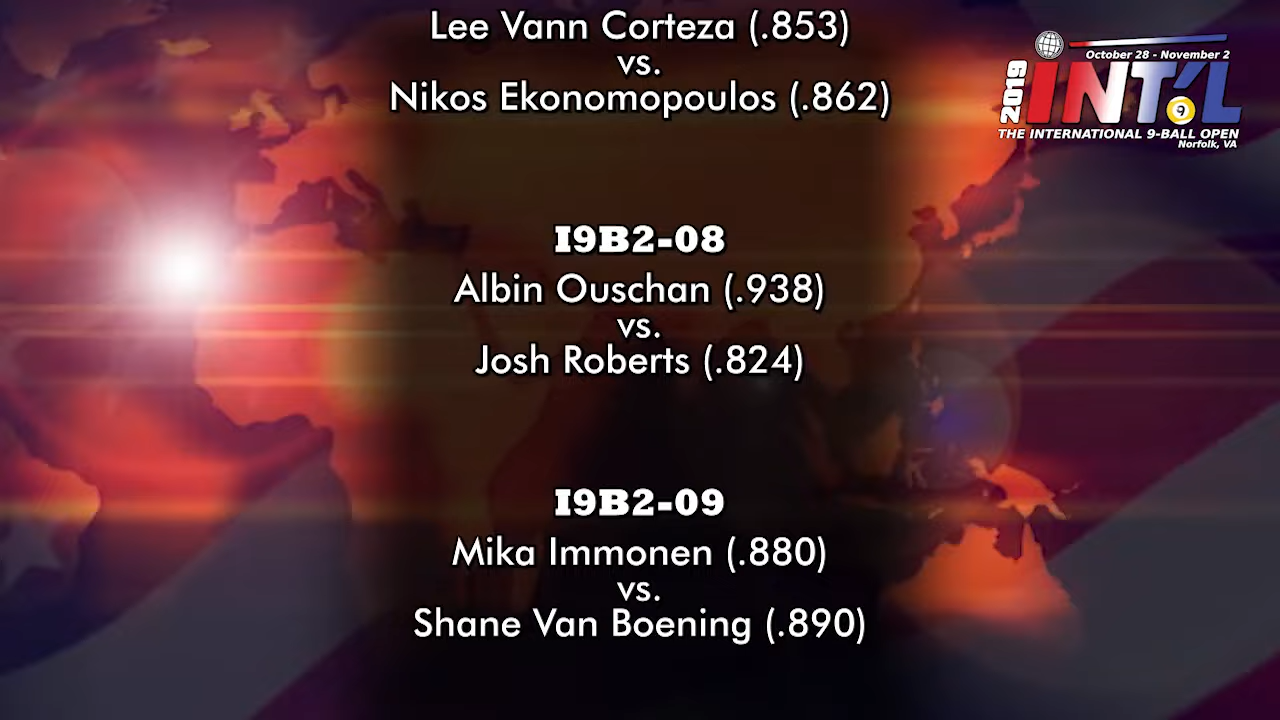 Lee Vann Corteza (.853)
vs.
Nikos Ekonomopoulos (.862)
October 28 - November 2
2019
INT'L
9
THE INTERNATIONAL 9-BALL OPEN
Norfolk, VA
I9B2-08
Albin Ouschan (.938)
vs.
Josh Roberts (.824)
I9B2-09
Mika Immonen (.880)
vs.
Shane Van Boening (.890)